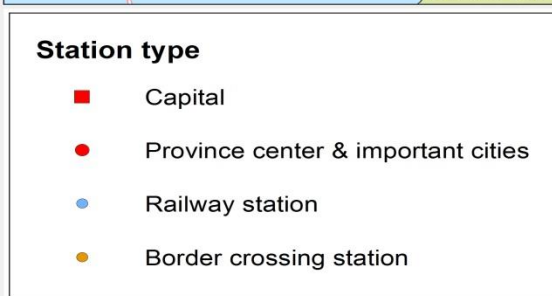 Station type
Capital
Province center & important cities
Railway station
Border crossing station